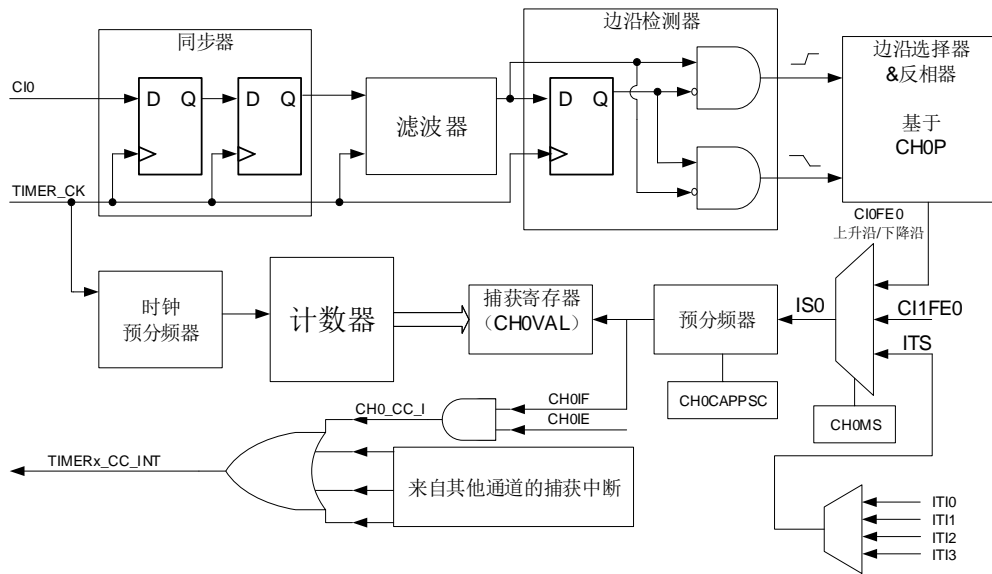 同步器
边沿检测器
CI0
D Q
D Q
滤波器
D Q
边沿选择器
&反相器
基于
CH0P
TIMER_CK
CI0FE0
上升沿/下降沿
时钟
预分频器
计数器
捕获寄存器
（CH0VAL）
预分频器
IS0
CI1FE0
ITS
CH0CAPPSC
CH0MS
CH0_CC_I
CH0IF
CH0IE
TIMERx_CC_INT
来自其他通道的捕获中断
ITI0
ITI1
ITI2
ITI3